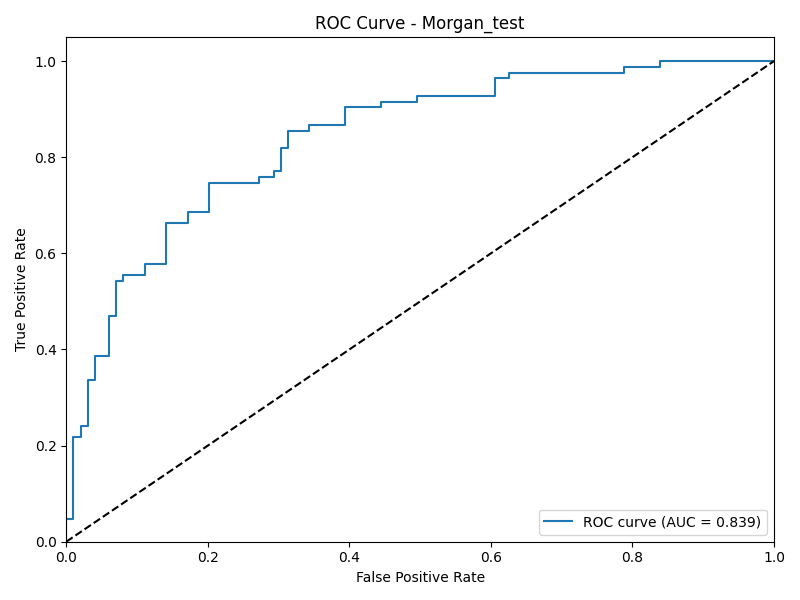 ROC Curve - Morgan_test
True Positive Rate
1.0
0.8
0.6
0.4
0.2
0.0
0.0 0.2 0.4 0.6 0.8 1.0
False Positive Rate
ROC curve (AUC = 0.839)